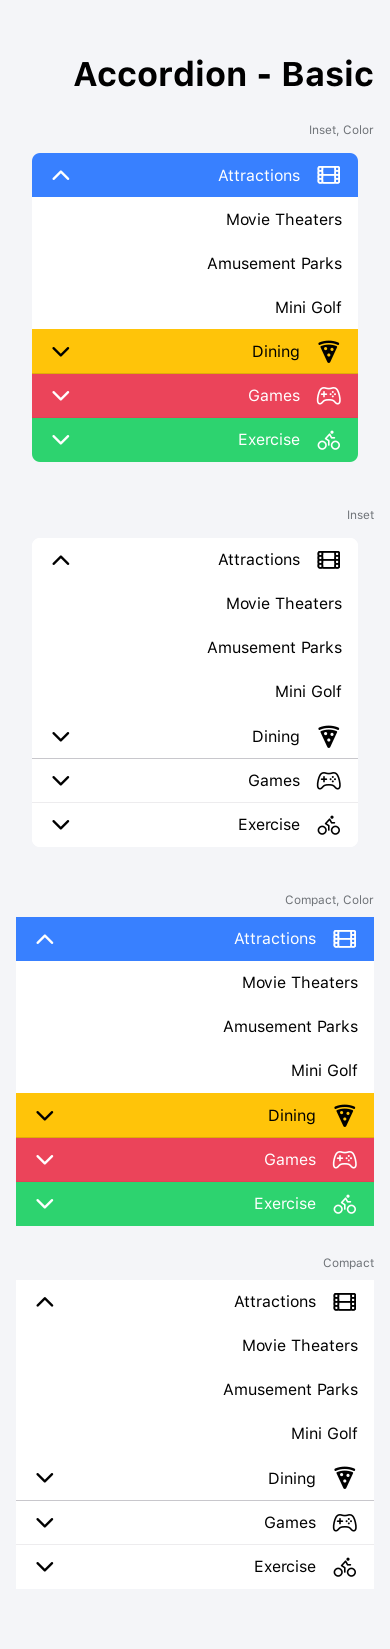 Accordion - Basic
Inset, Color
Attractions
Movie Theaters
Amusement Parks
Mini Golf
Dining
Games
Exercise
Inset
Attractions
Movie Theaters
Amusement Parks
Mini Golf
Dining
Games
Exercise
Compact, Color
Attractions
Movie Theaters
Amusement Parks
Mini Golf
Dining
Games
Exercise
Compact
Attractions
Movie Theaters
Amusement Parks
Mini Golf
Dining
Games
Exercise